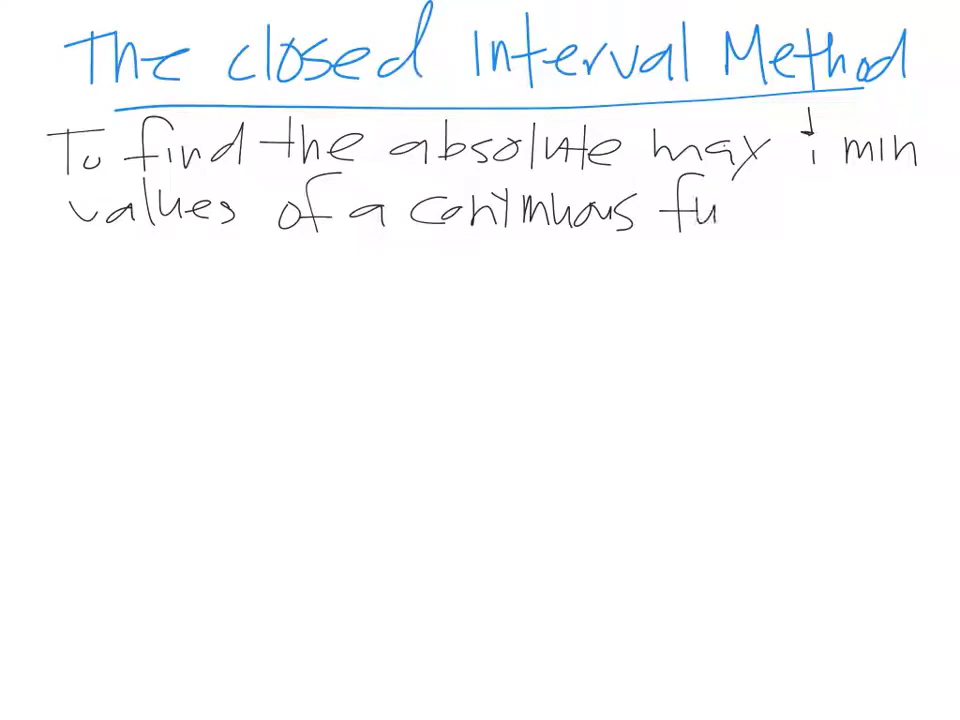 The Closed Interval Method
To find the absolute max & min
values of a continuous fu